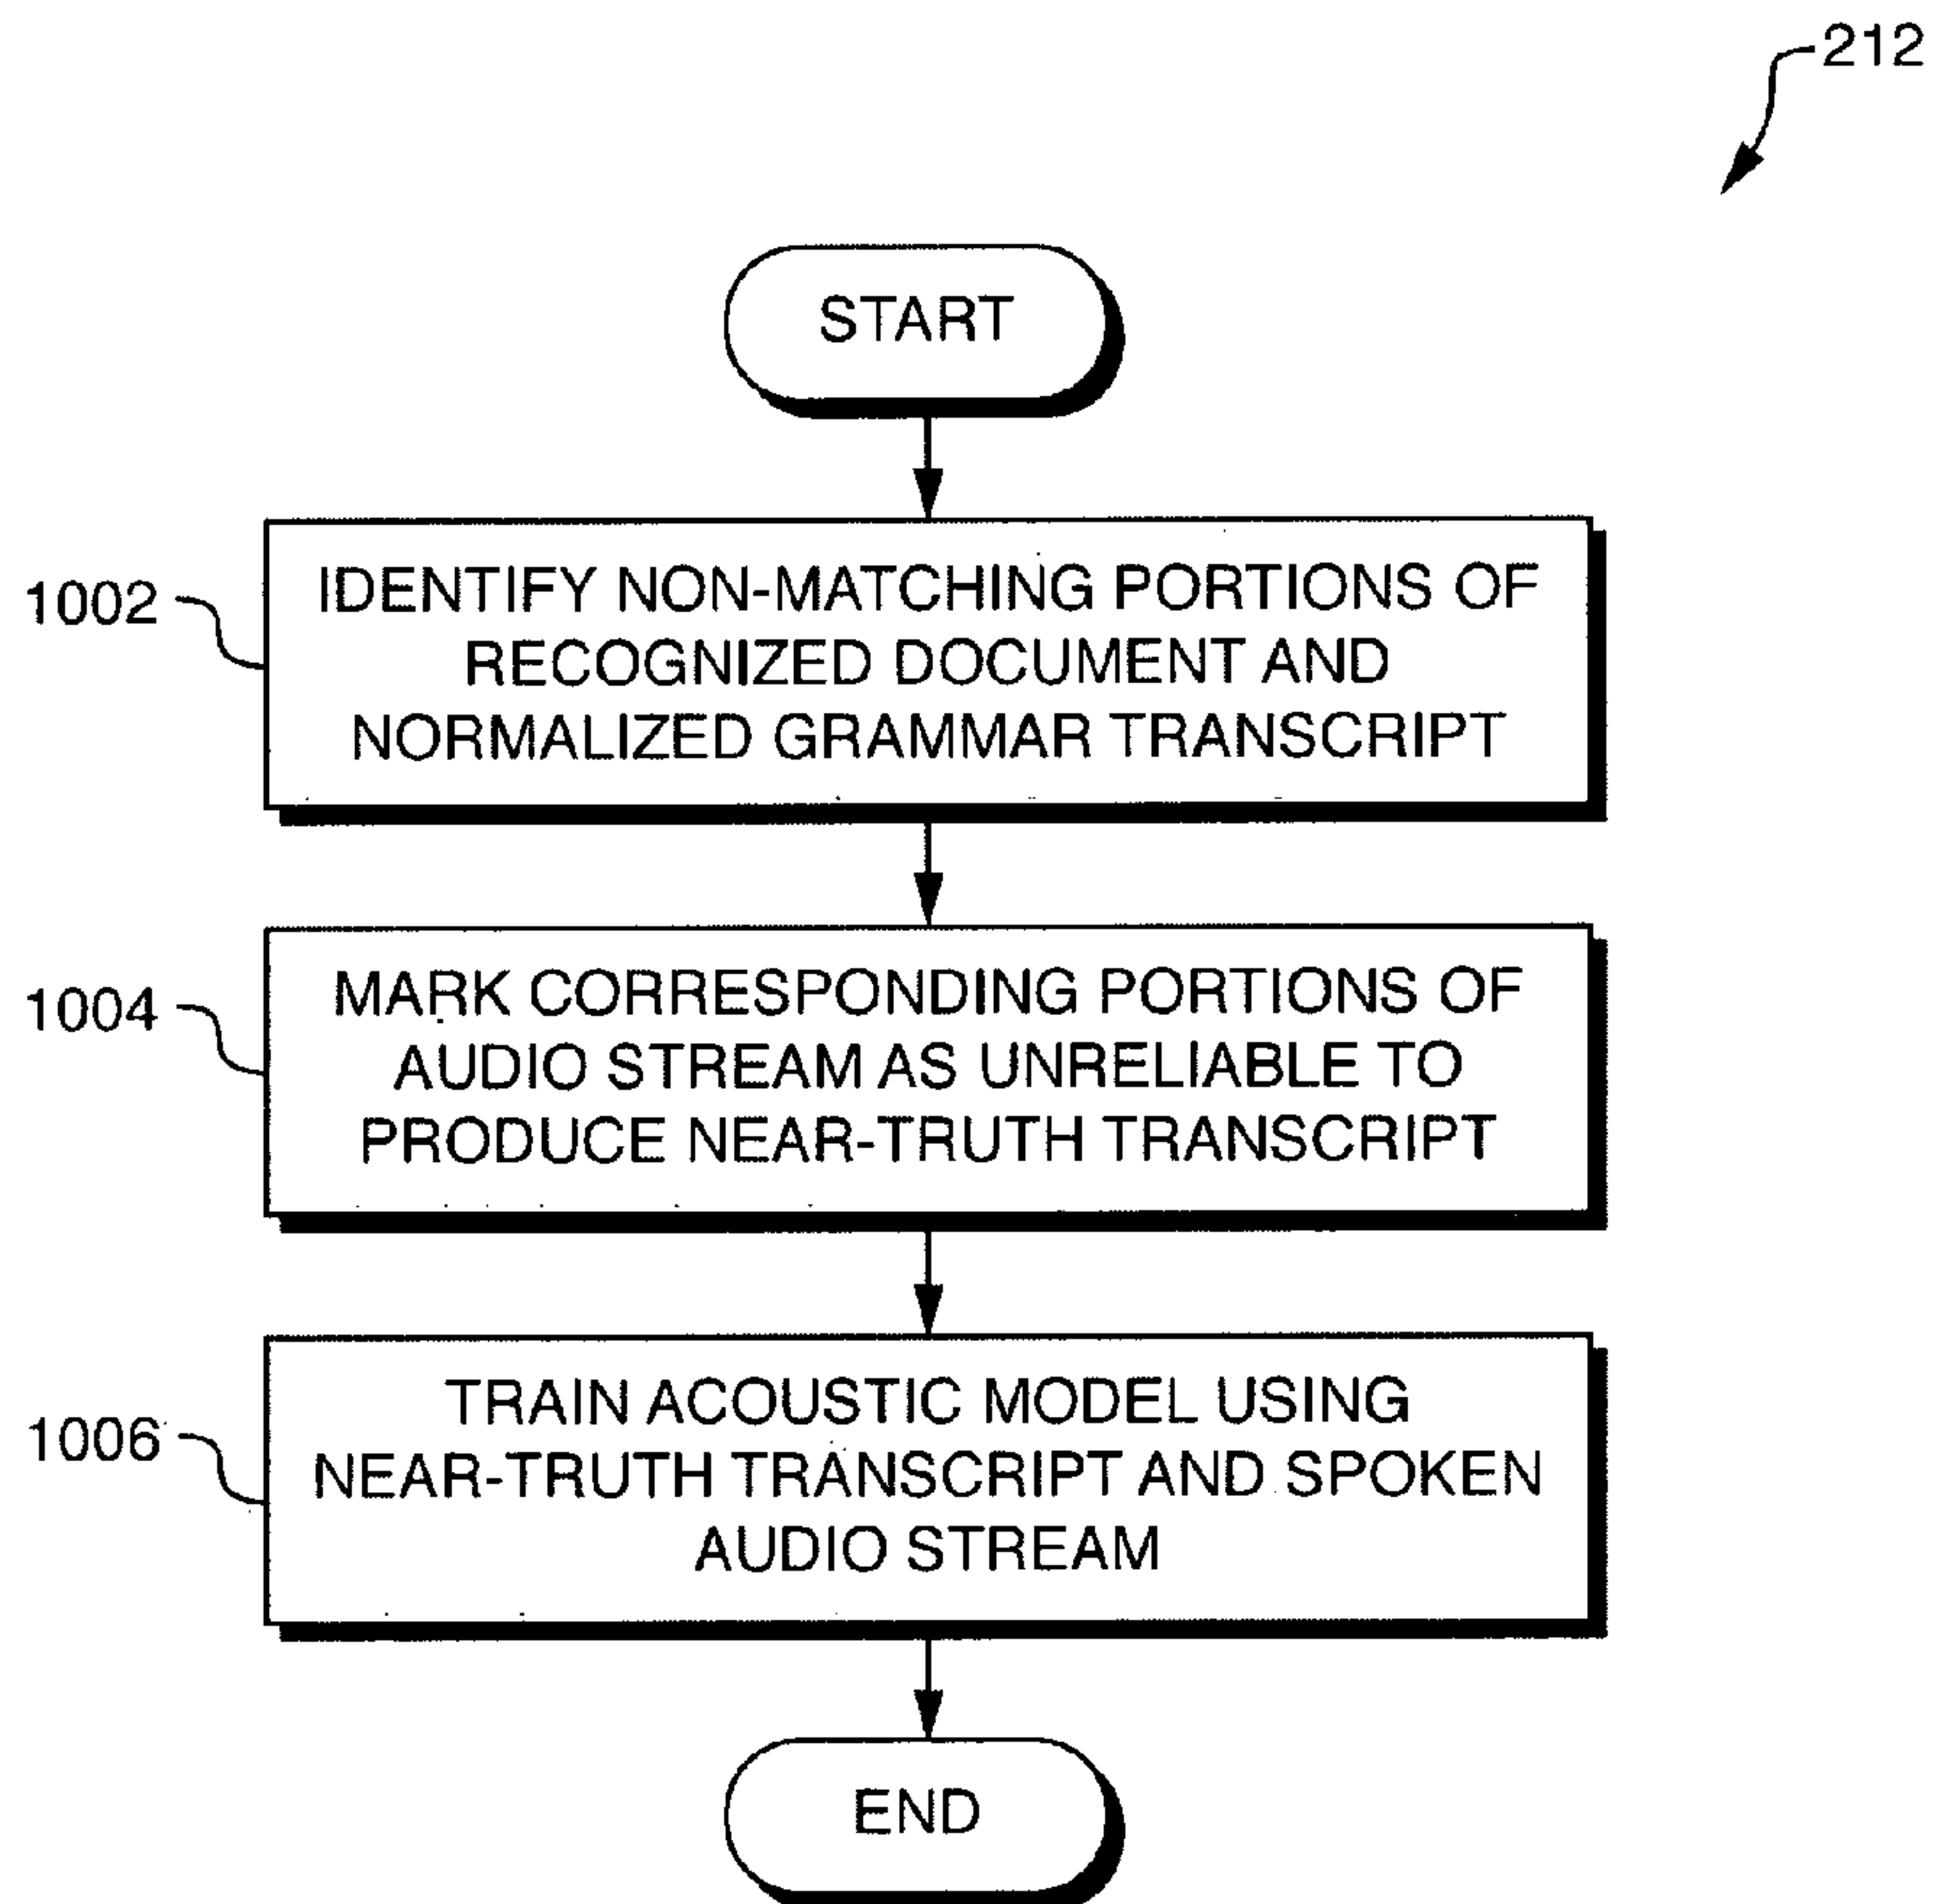 212
START
1002
IDENTIFY NON-MATCHING PORTIONS OF
RECOGNIZED DOCUMENT AND
NORMALIZED GRAMMAR TRANSCRIPT
1004
MARK CORRESPONDING PORTIONS OF
AUDIO STREAM AS UNRELIABLE TO
PRODUCE NEAR-TRUTH TRANSCRIPT
1006
TRAIN ACOUSTIC MODEL USING
NEAR-TRUTH TRANSCRIPT AND SPOKEN
AUDIO STREAM
END